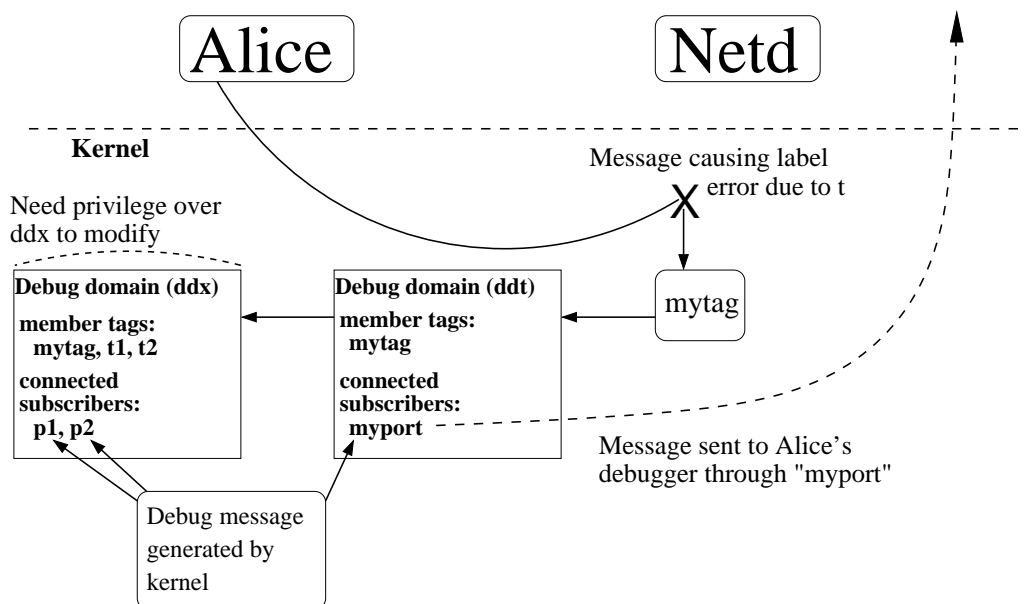 Alice
Netd
Kernel
Message causing label
error due to t
X
Need privilege over
ddx to modify
Debug domain (ddx)
member tags:
mytag, t1, t2
connected
subscribers:
p1, p2
Debug domain (ddt)
member tags:
mytag
connected
subscribers:
myport
mytag
Message sent to Alice's
debugger through "myport"
Debug message
generated by
kernel